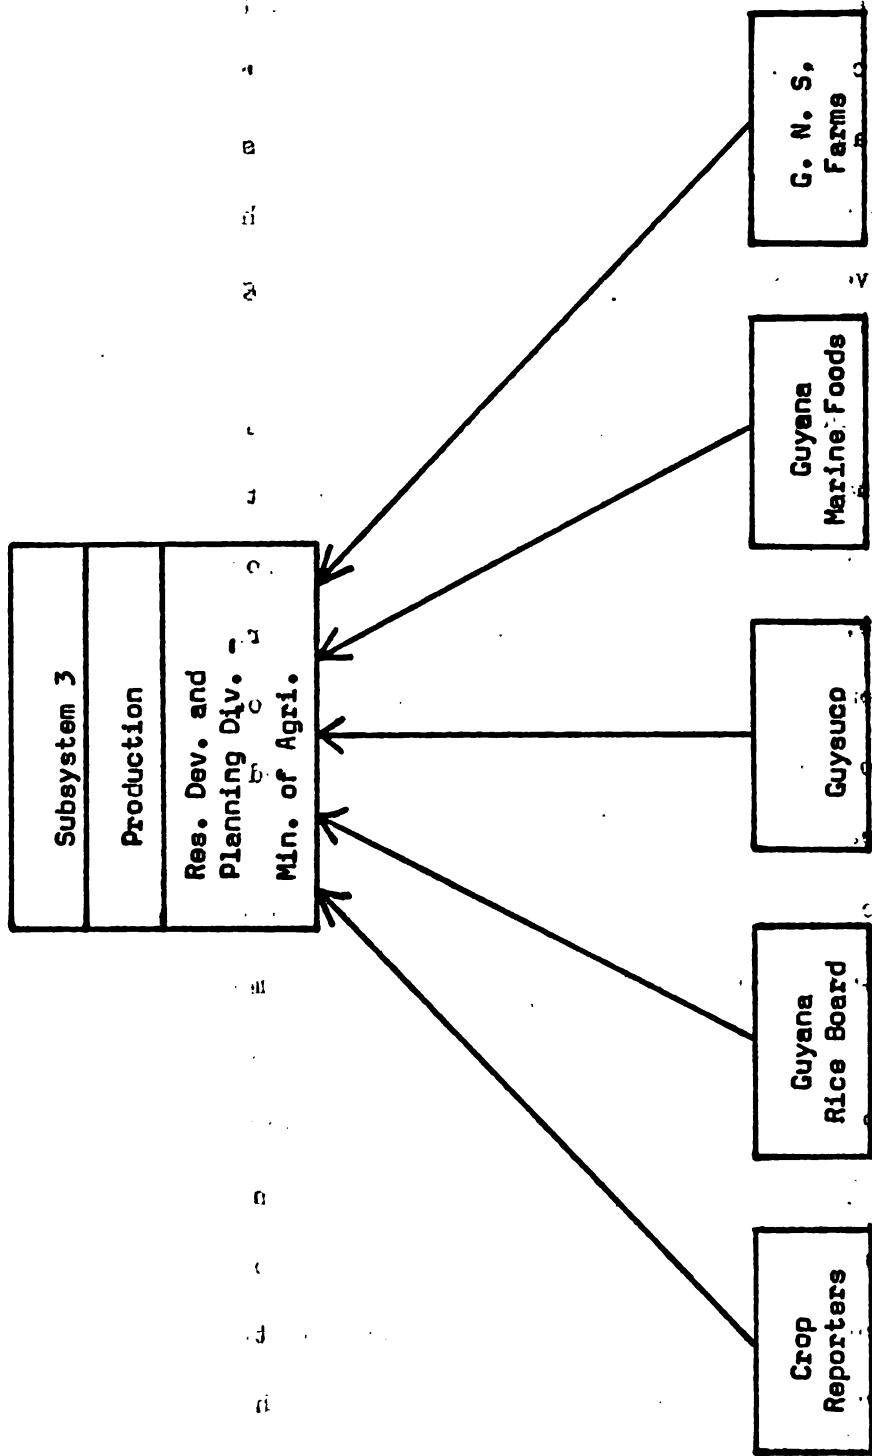 Subsystem 3
Production
Res. Dev. and
Planning Div. -
Min. of Agri.
Crop
Reporters
Guyana
Rice Board
Guysuco
Guyana
Marine Foods
G. N. S.
Farms